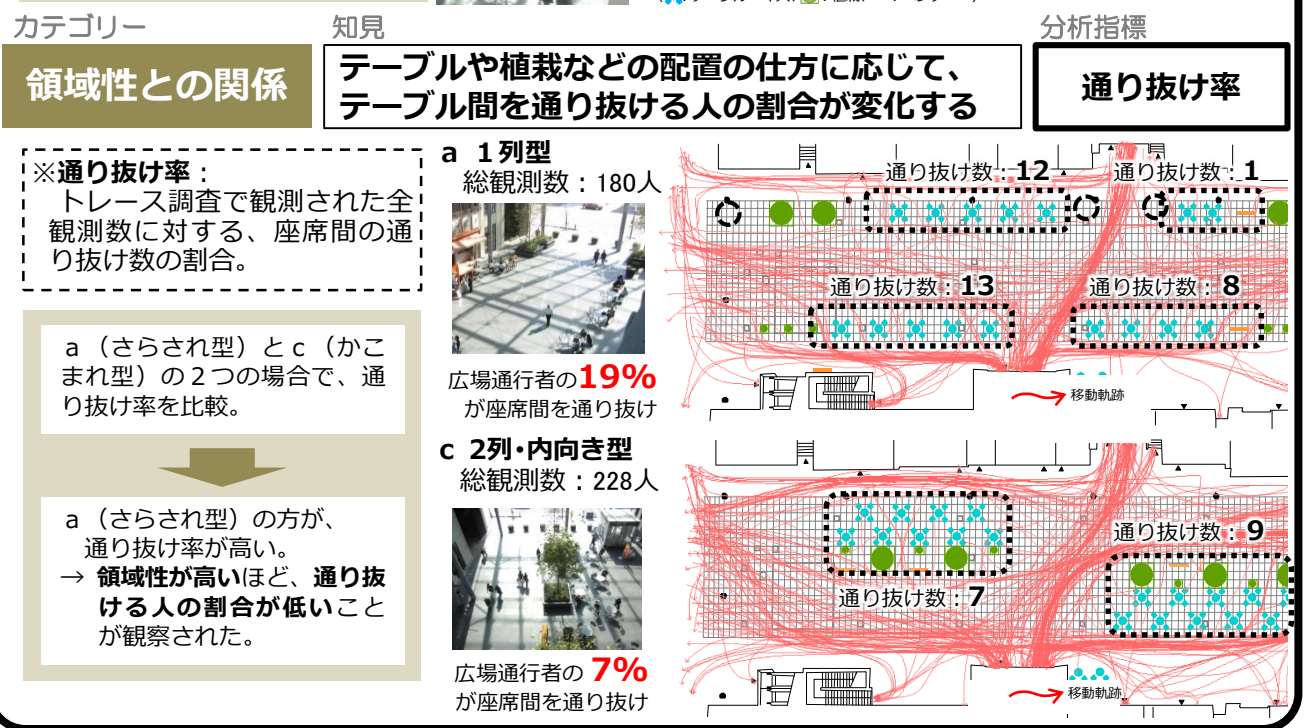 カテゴリー
知見
分析指標
領域性との関係
テーブルや植栽などの配置の仕方に応じて、
テーブル間を通り抜ける人の割合が変化する
通り抜け率
※通り抜け率：
トレース調査で観測された全
観測数に対する、座席間の通
り抜け数の割合。
a（さらされ型）とc（かこ
まれ型）の２つの場合で、通
り抜け率を比較。
a（さらされ型）の方が、
通り抜け率が高い。
→ 領域性が高いほど、通り抜
ける人の割合が低いこと
が観察された。
a 1列型
総観測数：180人
広場通行者の19%
が座席間を通り抜け
通り抜け数：12
通り抜け数：1
通り抜け数：13
通り抜け数：8
移動軌跡
c 2列・内向き型
総観測数：228人
広場通行者の 7%
が座席間を通り抜け
通り抜け数：9
通り抜け数：7
移動軌跡